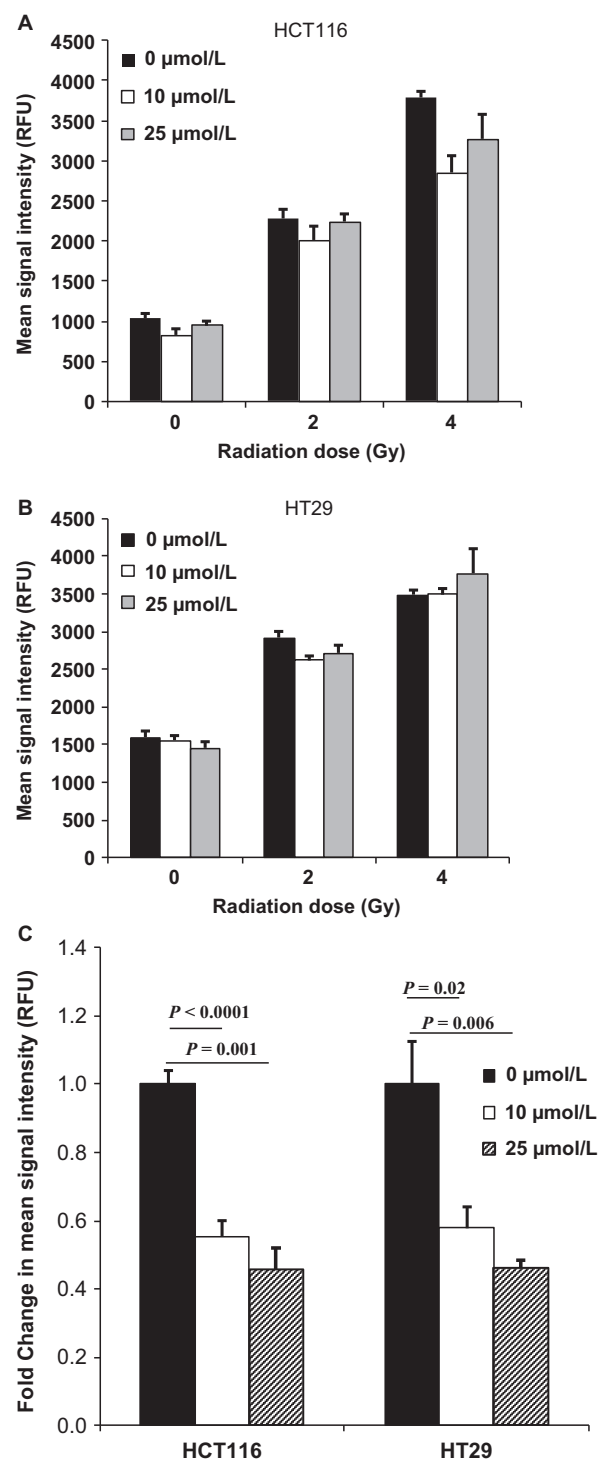 A
HCT116
Mean signal intensity (RFU)
4500
4000
3500
3000
2500
2000
1500
1000
500
0
0 µmol/L
10 µmol/L
25 µmol/L
0 2 4
Radiation dose (Gy)
B
HT29
Mean signal intensity (RFU)
4500
4000
3500
3000
2500
2000
1500
1000
500
0
0 µmol/L
10 µmol/L
25 µmol/L
0 2 4
Radiation dose (Gy)
C
Fold Change in mean signal intensity (RFU)
1.4
1.2
1.0
0.8
0.6
0.4
0.2
0.0
P < 0.0001
P = 0.001
P = 0.02
P = 0.006
0 µmol/L
10 µmol/L
25 µmol/L
HCT116 HT29